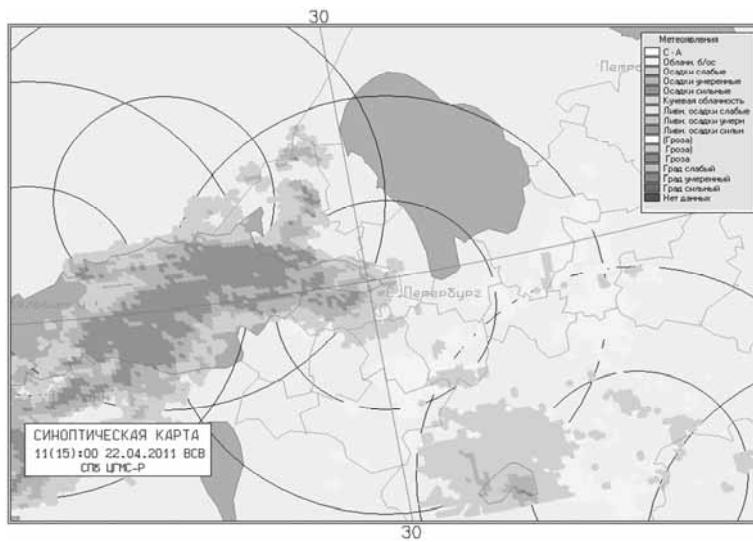 30
Метеоявления
С - А
Облачн. б/ос
Осадки слабые
Осадки умеренные
Осадки сильные
Кучевая облачность
Ливн. осадки слабые
Ливн. осадки умерн
Ливн. осадки сильн
(Гроза)
Гроза)
Гроза
Град слабый
Град умеренный
Град сильный
Нет данных
С.Петербург
СИНОПТИЧЕСКАЯ КАРТА
11(15):00 22.04.2011 ВСВ
СПб ЦГМС-Р
30